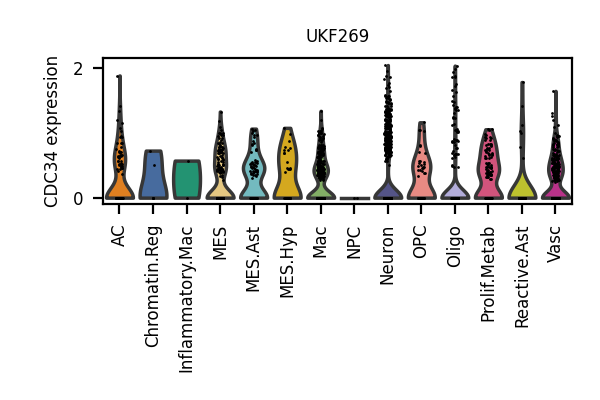 UKF269
CDC34 expression
2
0
AC
Chromatin.Reg
Inflammatory.Mac
MES
MES.Ast
MES.Hyp
Mac
NPC
Neuron
OPC
Oligo
Prolif.Metab
Reactive.Ast
Vasc